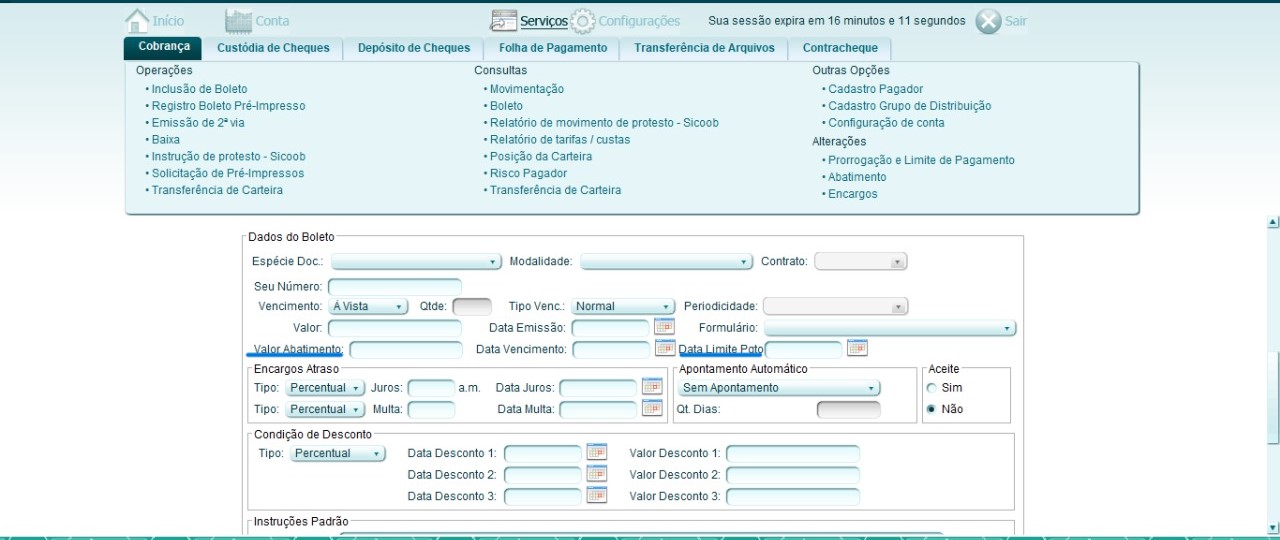 Início Conta Serviços Configurações Sua sessão expira em 16 minutos e 11 segundos Sair
Cobrança Custódia de Cheques Depósito de Cheques Folha de Pagamento Transferência de Arquivos Contracheque
Operações
• Inclusão de Boleto
• Registro Boleto Pré-Impresso
• Emissão de 2ª via
• Baixa
• Instrução de protesto - Sicoob
• Solicitação de Pré-Impressos
• Transferência de Carteira
Consultas
• Movimentação
• Boleto
• Relatório de movimento de protesto - Sicoob
• Relatório de tarifas / custas
• Posição da Carteira
• Risco Pagador
• Transferência de Carteira
Outras Opções
• Cadastro Pagador
• Cadastro Grupo de Distribuição
• Configuração de conta
Alterações
• Prorrogação e Limite de Pagamento
• Abatimento
• Encargos
Dados do Boleto
Espécie Doc.: Modalidade: Contrato:
Seu Número:
Vencimento: À Vista Qtde: Tipo Venc.: Normal Periodicidade:
Valor: Data Emissão: Formulário:
Valor Abatimento: Data Vencimento: Data Limite Pgto
Encargos Atraso Apontamento Automático Aceite
Tipo: Percentual Juros: a.m. Data Juros: Sem Apontamento Sim
Tipo: Percentual Multa: Data Multa: Qt. Dias: Não
Condição de Desconto
Tipo: Percentual Data Desconto 1: Valor Desconto 1:
Data Desconto 2: Valor Desconto 2:
Data Desconto 3: Valor Desconto 3:
Instruções Padrão